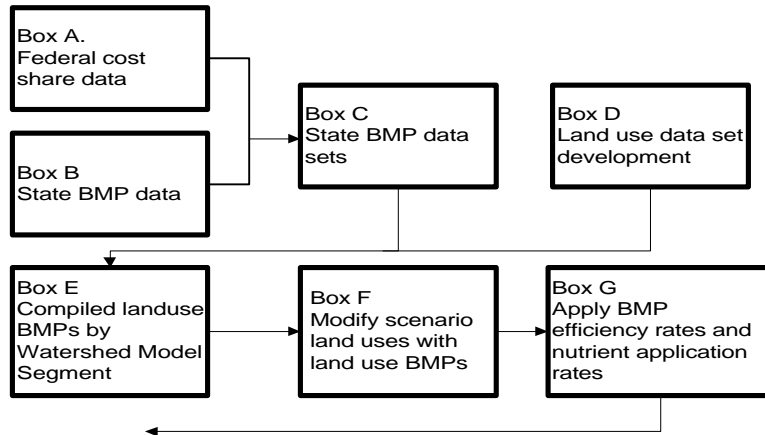 Box A.
Federal cost
share data
Box B
State BMP data
Box C
State BMP data
sets
Box D
Land use data set
development
Box E
Compiled landuse
BMPs by
Watershed Model
Segment
Box F
Modify scenario
land uses with
land use BMPs
Box G
Apply BMP
efficiency rates and
nutrient application
rates